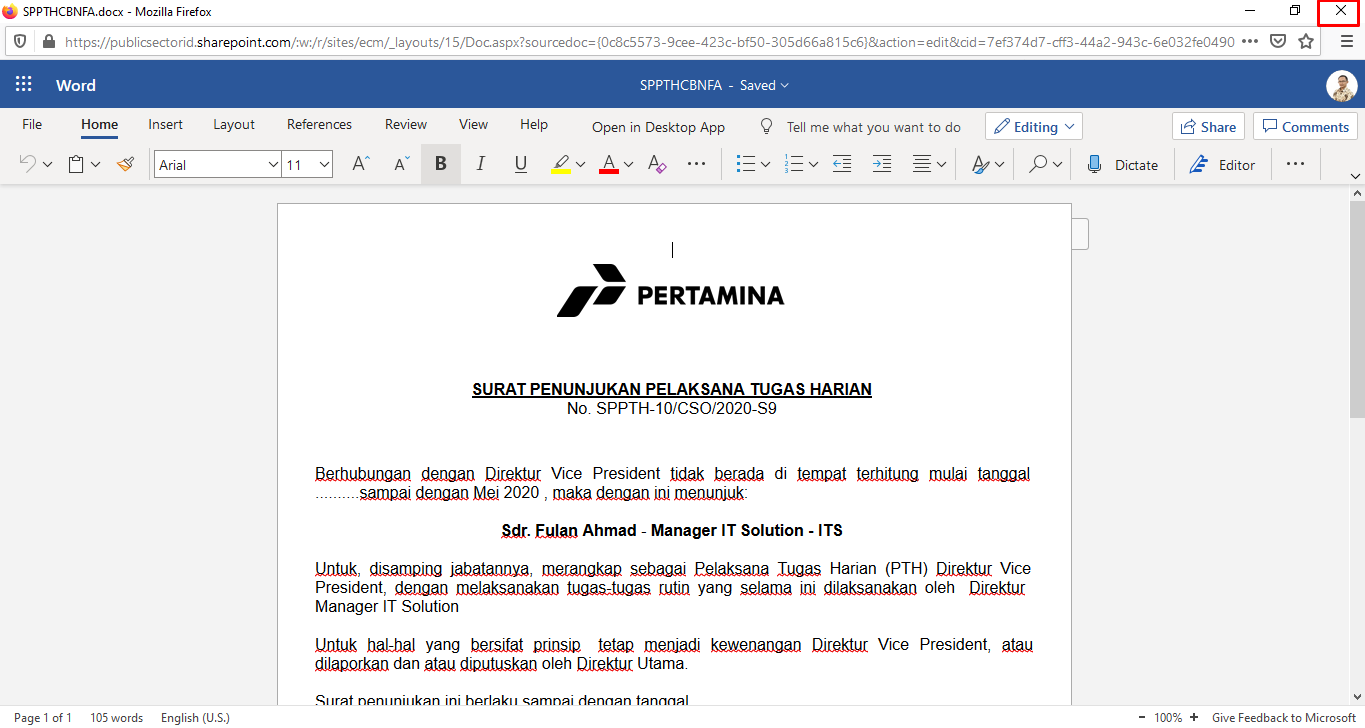 SPPTHCBNFA.docx - Mozilla Firefox
https://publicsectorid.sharepoint.com/:w:/r/sites/ecm/_layouts/15/Doc.aspx?sourcedoc={0c8c5573-9cee-423c-bf50-305d66a815c6}&action=edit&cid=7ef374d7-cff3-44a2-943c-6e032fe0490
Word SPPTHCBNFA - Saved
File Home Insert Layout References Review View Help Open in Desktop App Tell me what you want to do Editing Share Comments
Arial 11 A A B I U A A Dictate Editor
PERTAMINA
SURAT PENUNJUKAN PELAKSANA TUGAS HARIAN
No. SPPTH-10/CSO/2020-S9
Berhubungan dengan Direktur Vice President tidak berada di tempat terhitung mulai tanggal
..........sampai dengan Mei 2020 , maka dengan ini menunjuk:
Sdr. Fulan Ahmad - Manager IT Solution - ITS
Untuk, disamping jabatannya, merangkap sebagai Pelaksana Tugas Harian (PTH) Direktur Vice
President, dengan melaksanakan tugas-tugas rutin yang selama ini dilaksanakan oleh Direktur
Manager IT Solution
Untuk hal-hal yang bersifat prinsip tetap menjadi kewenangan Direktur Vice President, atau
dilaporkan dan atau diputuskan oleh Direktur Utama.
Surat penunjukan ini berlaku sampai dengan tanggal
Page 1 of 1 105 words English (U.S.) - 100% + Give Feedback to Microsoft